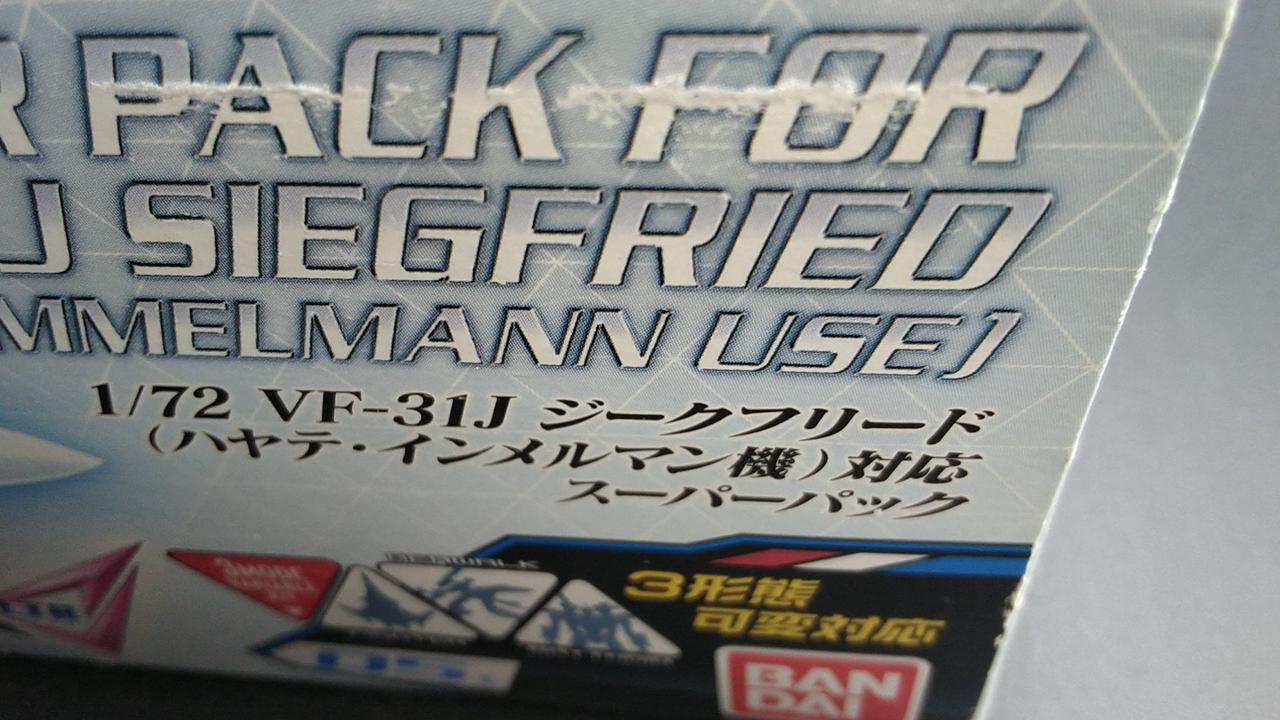 R PACK FOR
J SIEGFRIED
MMELMANN USE]
1/72 VF-31J ジークフリード
(ハヤテ・インメルマン機)対応
スーパーパック
3形態
可変対応
BAN
DAI